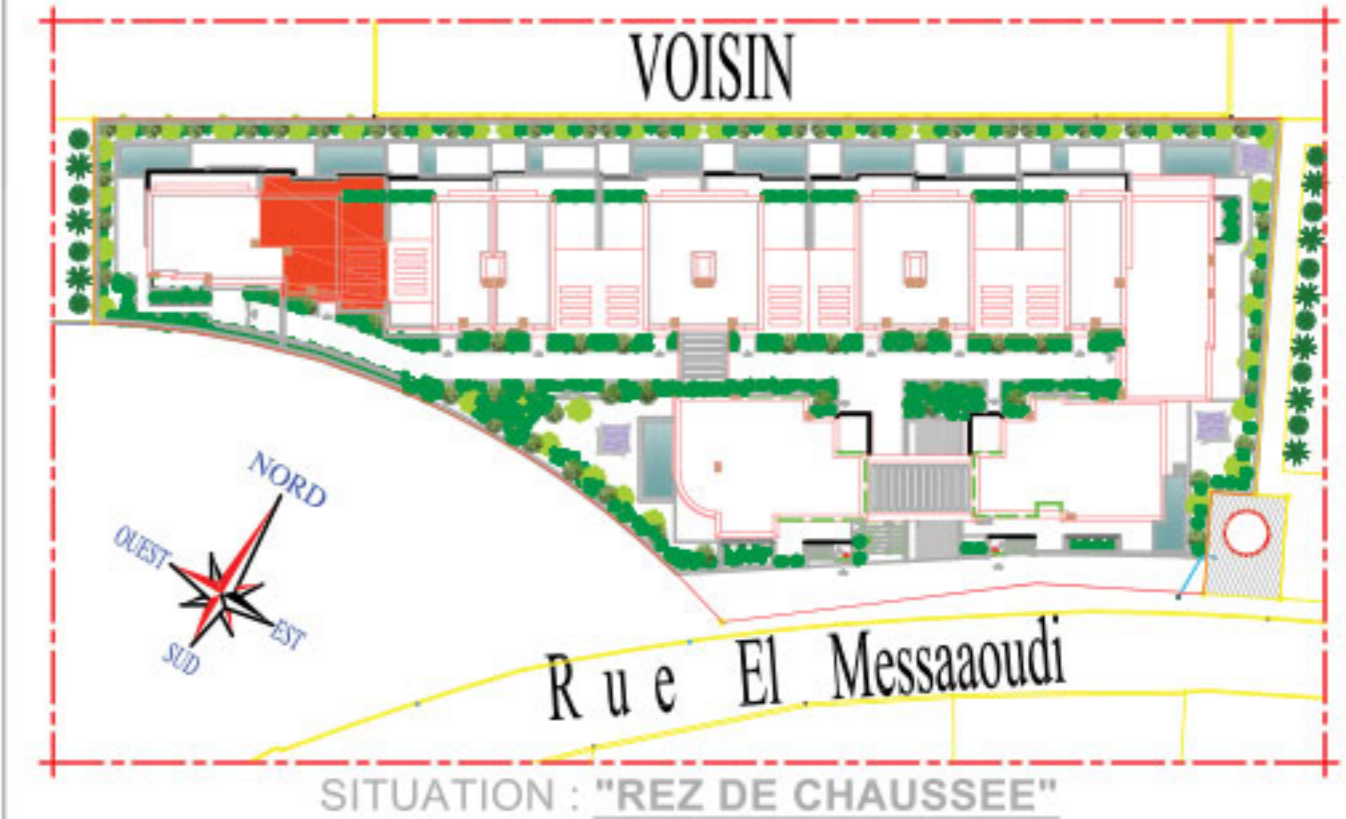 VOISIN
NORD
OUEST
EST
SUD
Rue El Messaaoudi
SITUATION : "REZ DE CHAUSSEE"